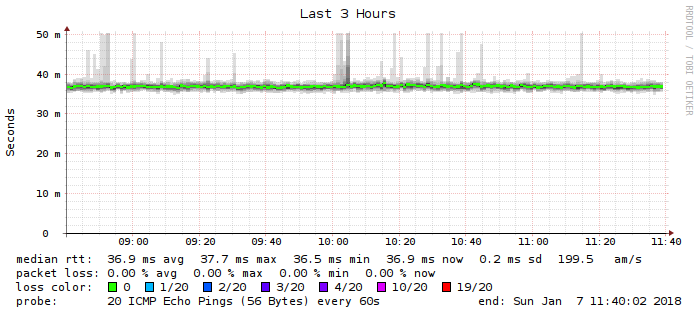 Last 3 Hours
RRDTOOL / TOBI OETIKER
Seconds
50 m
40 m
30 m
20 m
10 m
0
09:00 09:20 09:40 10:00 10:20 10:40 11:00 11:20 11:40
median rtt: 36.9 ms avg 37.7 ms max 36.5 ms min 36.9 ms now 0.2 ms sd 199.5 am/s
packet loss: 0.00 % avg 0.00 % max 0.00 % min 0.00 % now
loss color: 0 1/20 2/20 3/20 4/20 10/20 19/20
probe: 20 ICMP Echo Pings (56 Bytes) every 60s end: Sun Jan 7 11:40:02 2018